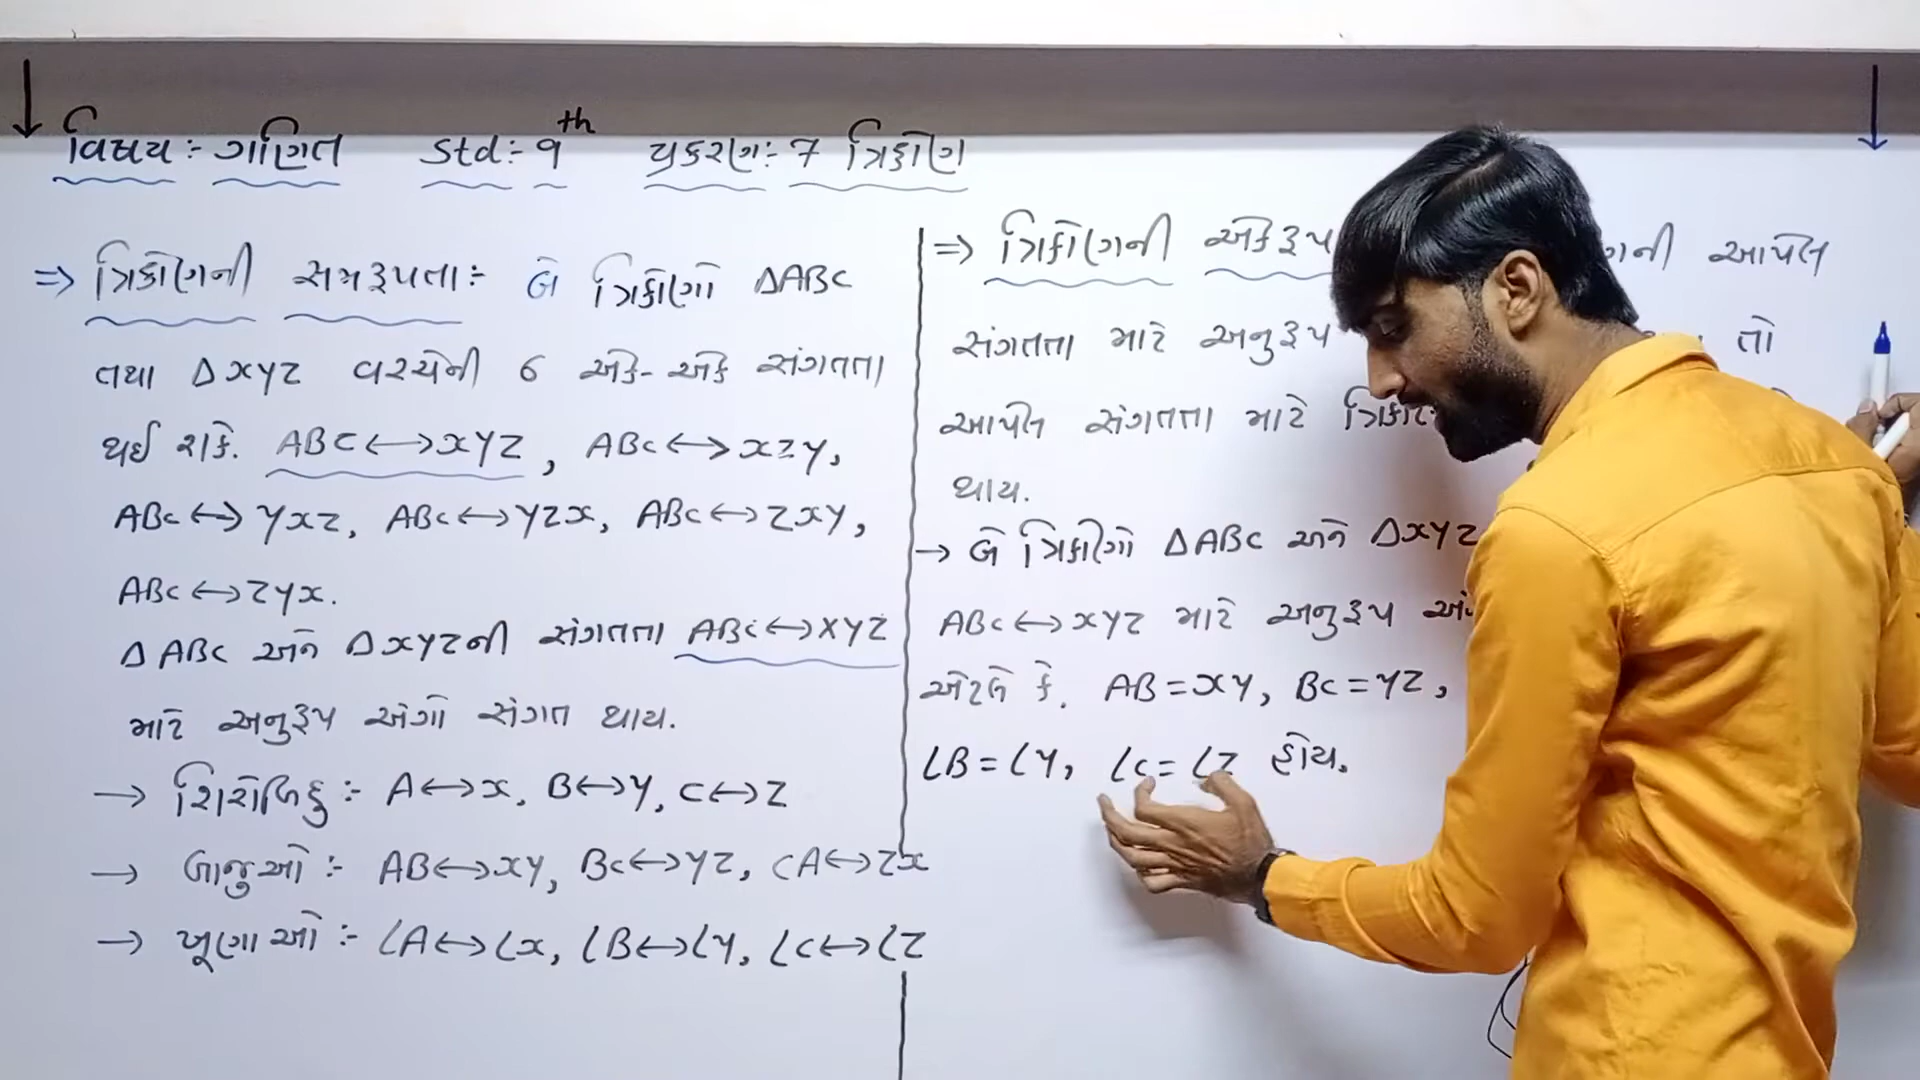 વિષય :- ગણિત Std :- 9th પ્રકરણ :- 7 ત્રિકોણ
⇒ ત્રિકોણની સમરૂપતા :- બે ત્રિકોણો ΔABC
તથા ΔXYZ વચ્ચેની 6 એક-એક સંગતતા
થઈ શકે. ABC↔XYZ, ABC↔XZY,
ABC↔YXZ, ABC↔YZX, ABC↔ZXY,
ABC↔ZYX.
ΔABC અને ΔXYZની સંગતતા ABC↔XYZ
માટે અનુરૂપ અંગો સંગત થાય.
→ શિરોબિંદુ :- A↔X, B↔Y, C↔Z
→ બાજુઓ :- AB↔XY, BC↔YZ, CA↔ZX
→ ખૂણાઓ :- ∠A↔∠X, ∠B↔∠Y, ∠C↔∠Z
⇒ ત્રિકોણની એકરૂપ આપેલ
સંગતતા માટે અનુરૂપ તો
આપેલ સંગતતા માટે
થાય.
→ બે ત્રિકોણો ΔABC અને ΔXYZ
ABC↔XYZ માટે અનુરૂપ
એટલે કે. AB=XY, BC=YZ,
∠B=∠Y, ∠C=∠Z હોય.